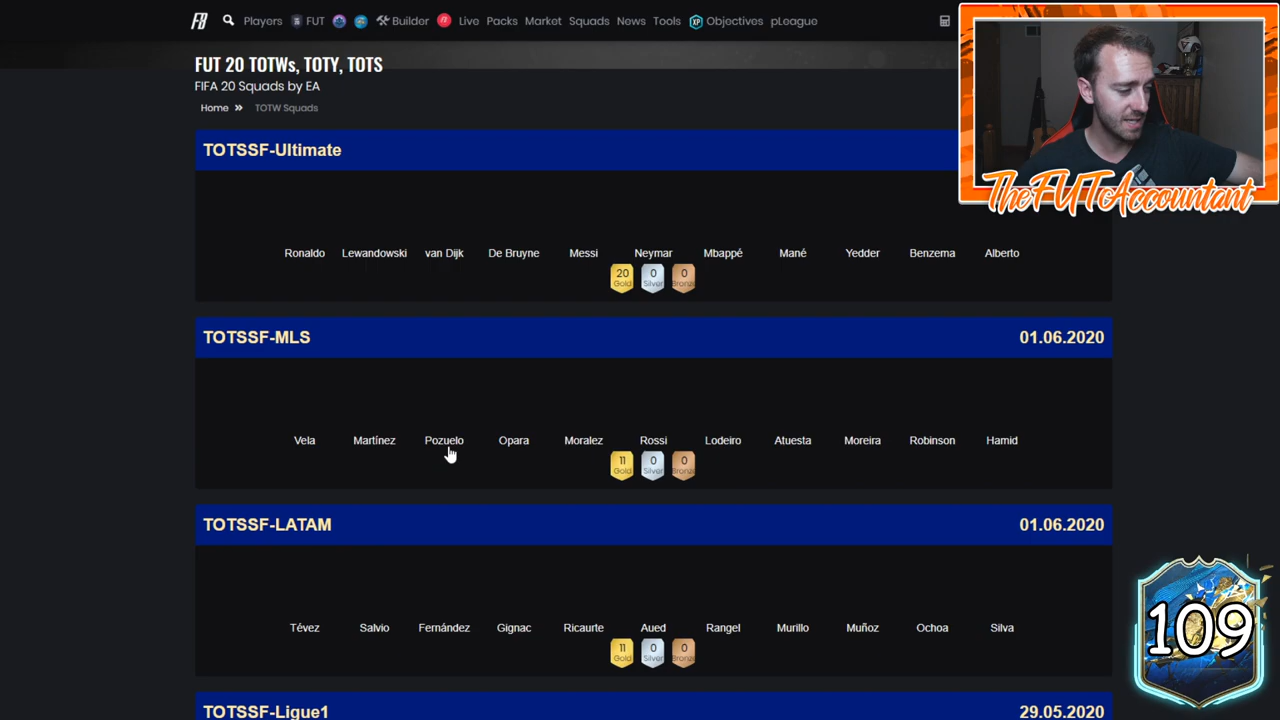 FB Players FUT Builder Live Packs Market Squads News Tools XP Objectives pLeague
FUT 20 TOTWs, TOTY, TOTS
FIFA 20 Squads by EA
Home » TOTW Squads
TheFUTAccountant
TOTSSF-Ultimate
Ronaldo Lewandowski van Dijk De Bruyne Messi Neymar Mbappé Mané Yedder Benzema Alberto
20 0 0
Gold Silver Bronze
TOTSSF-MLS 01.06.2020
Vela Martínez Pozuelo Opara Moralez Rossi Lodeiro Atuesta Moreira Robinson Hamid
11 0 0
Gold Silver Bronze
TOTSSF-LATAM 01.06.2020
Tévez Salvio Fernández Gignac Ricaurte Aued Rangel Murillo Muñoz Ochoa Silva
11 0 0
Gold Silver Bronze
109
TOTSSF-Ligue1 29.05.2020